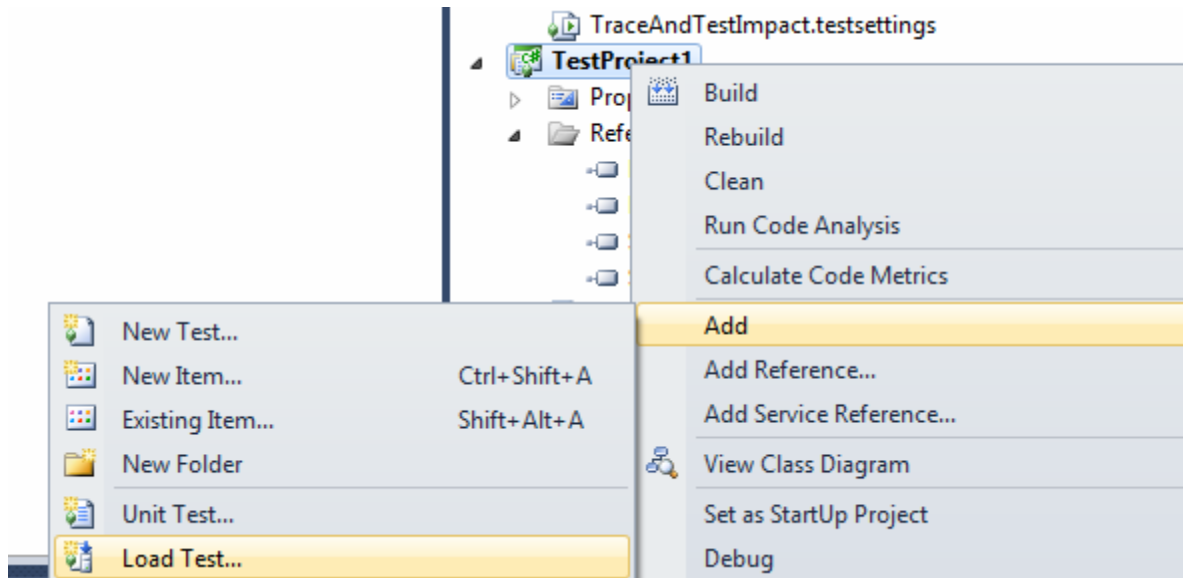 TraceAndTestImpact.testsettings
TestProject1
Build
Rebuild
Clean
Run Code Analysis
Calculate Code Metrics
Add
Add Reference...
Add Service Reference...
View Class Diagram
Set as StartUp Project
Debug
New Test...
New Item... Ctrl+Shift+A
Existing Item... Shift+Alt+A
New Folder
Unit Test...
Load Test...